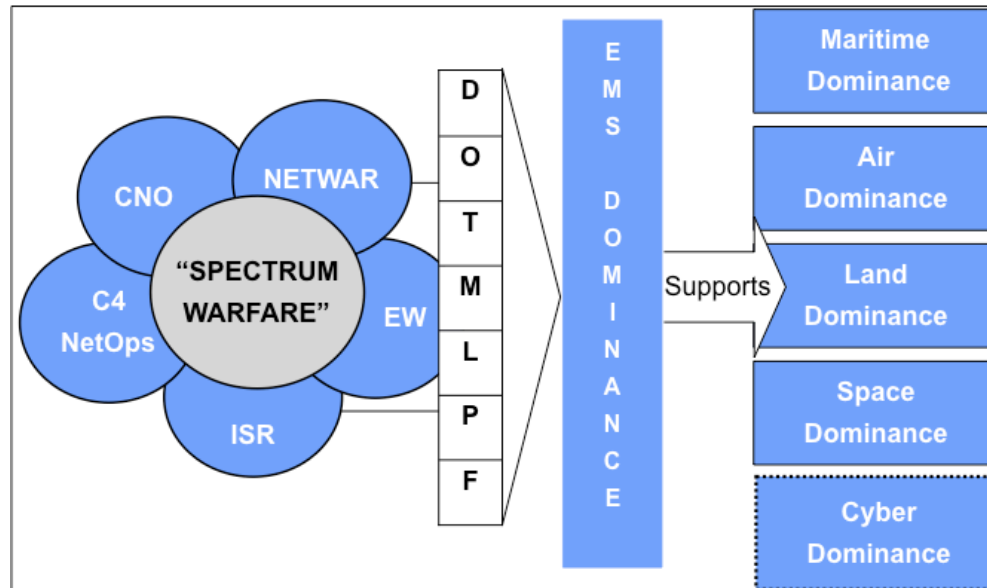 CNO
NETWAR
"SPECTRUM
WARFARE"
C4
NetOps
EW
ISR
D
O
T
M
L
P
F
E
M
S
D
O
M
I
N
A
N
C
E
Supports
Maritime
Dominance
Air
Dominance
Land
Dominance
Space
Dominance
Cyber
Dominance